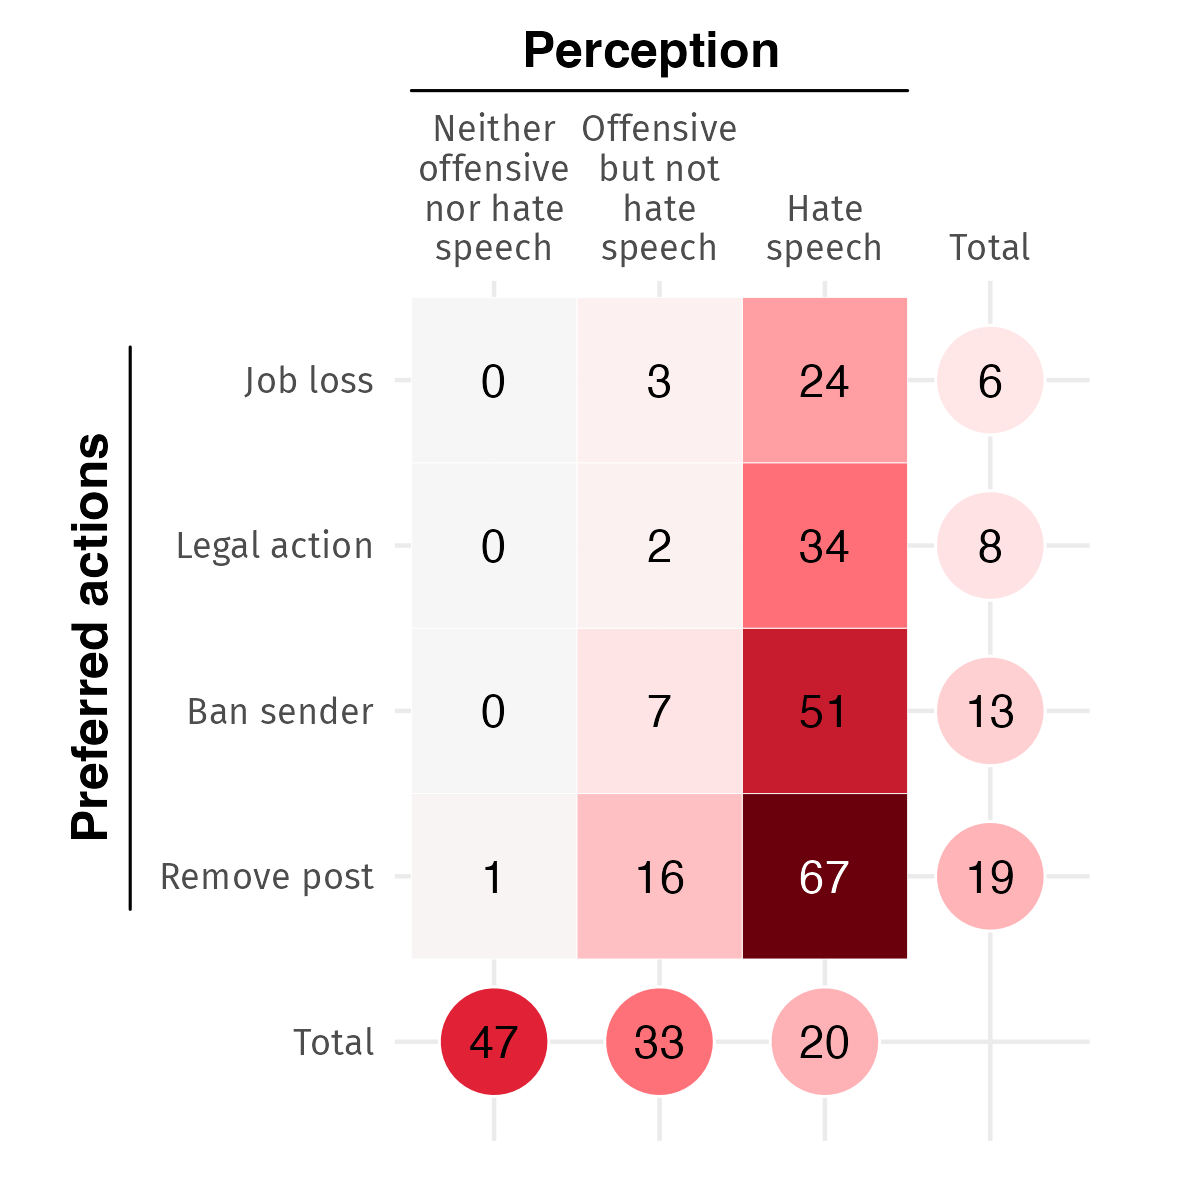 Perception
Neither offensive nor hate speech
Offensive but not hate speech
Hate speech
Total
Preferred actions
Job loss 0 3 24 6
Legal action 0 2 34 8
Ban sender 0 7 51 13
Remove post 1 16 67 19
Total 47 33 20